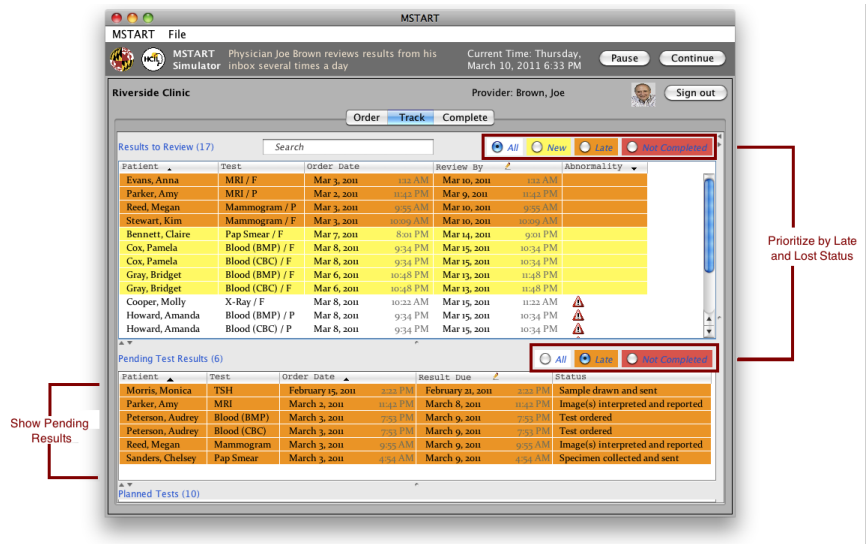 MSTART
MSTART File
MSTART Simulator Physician Joe Brown reviews results from his inbox several times a day Current Time: Thursday, March 10, 2011 6:33 PM Pause Continue
HCIL
Riverside Clinic Provider: Brown, Joe Sign out
Order Track Complete
Results to Review (17) Search All New Late Not Completed
Patient Test Order Date Review By Abnormality
Evans, Anna MRI / F Mar 3, 2011 1:12 AM Mar 10, 2011 1:12 AM
Parker, Amy MRI / P Mar 2, 2011 11:42 PM Mar 9, 2011 11:42 PM
Reed, Megan Mammogram / P Mar 3, 2011 9:55 AM Mar 10, 2011 9:55 AM
Stewart, Kim Mammogram / F Mar 3, 2011 10:09 AM Mar 10, 2011 10:09 AM
Bennett, Claire Pap Smear / F Mar 7, 2011 8:01 PM Mar 14, 2011 9:01 PM
Cox, Pamela Blood (BMP) / F Mar 8, 2011 9:34 PM Mar 15, 2011 10:34 PM
Cox, Pamela Blood (CBC) / F Mar 8, 2011 9:34 PM Mar 15, 2011 10:34 PM
Gray, Bridget Blood (BMP) / F Mar 6, 2011 10:48 PM Mar 13, 2011 11:48 PM
Gray, Bridget Blood (CBC) / F Mar 6, 2011 10:48 PM Mar 13, 2011 11:48 PM
Cooper, Molly X-Ray / F Mar 8, 2011 10:22 AM Mar 15, 2011 11:22 AM
Howard, Amanda Blood (BMP) / P Mar 8, 2011 9:34 PM Mar 15, 2011 10:34 PM
Howard, Amanda Blood (CBC) / P Mar 8, 2011 9:34 PM Mar 15, 2011 10:34 PM
Prioritize by Late
and Lost Status
Pending Test Results (6) All Late Not Completed
Patient Test Order Date Result Due Status
Morris, Monica TSH February 15, 2011 2:22 PM February 21, 2011 2:22 PM Sample drawn and sent
Parker, Amy MRI March 2, 2011 11:42 PM March 8, 2011 11:42 PM Image(s) interpreted and reported
Peterson, Audrey Blood (BMP) March 3, 2011 7:53 PM March 9, 2011 7:53 PM Test ordered
Peterson, Audrey Blood (CBC) March 3, 2011 7:53 PM March 9, 2011 7:53 PM Test ordered
Reed, Megan Mammogram March 3, 2011 9:55 AM March 9, 2011 9:55 AM Image(s) interpreted and reported
Sanders, Chelsey Pap Smear March 3, 2011 4:54 AM March 9, 2011 4:54 AM Specimen collected and sent
Show Pending
Results
Planned Tests (10)